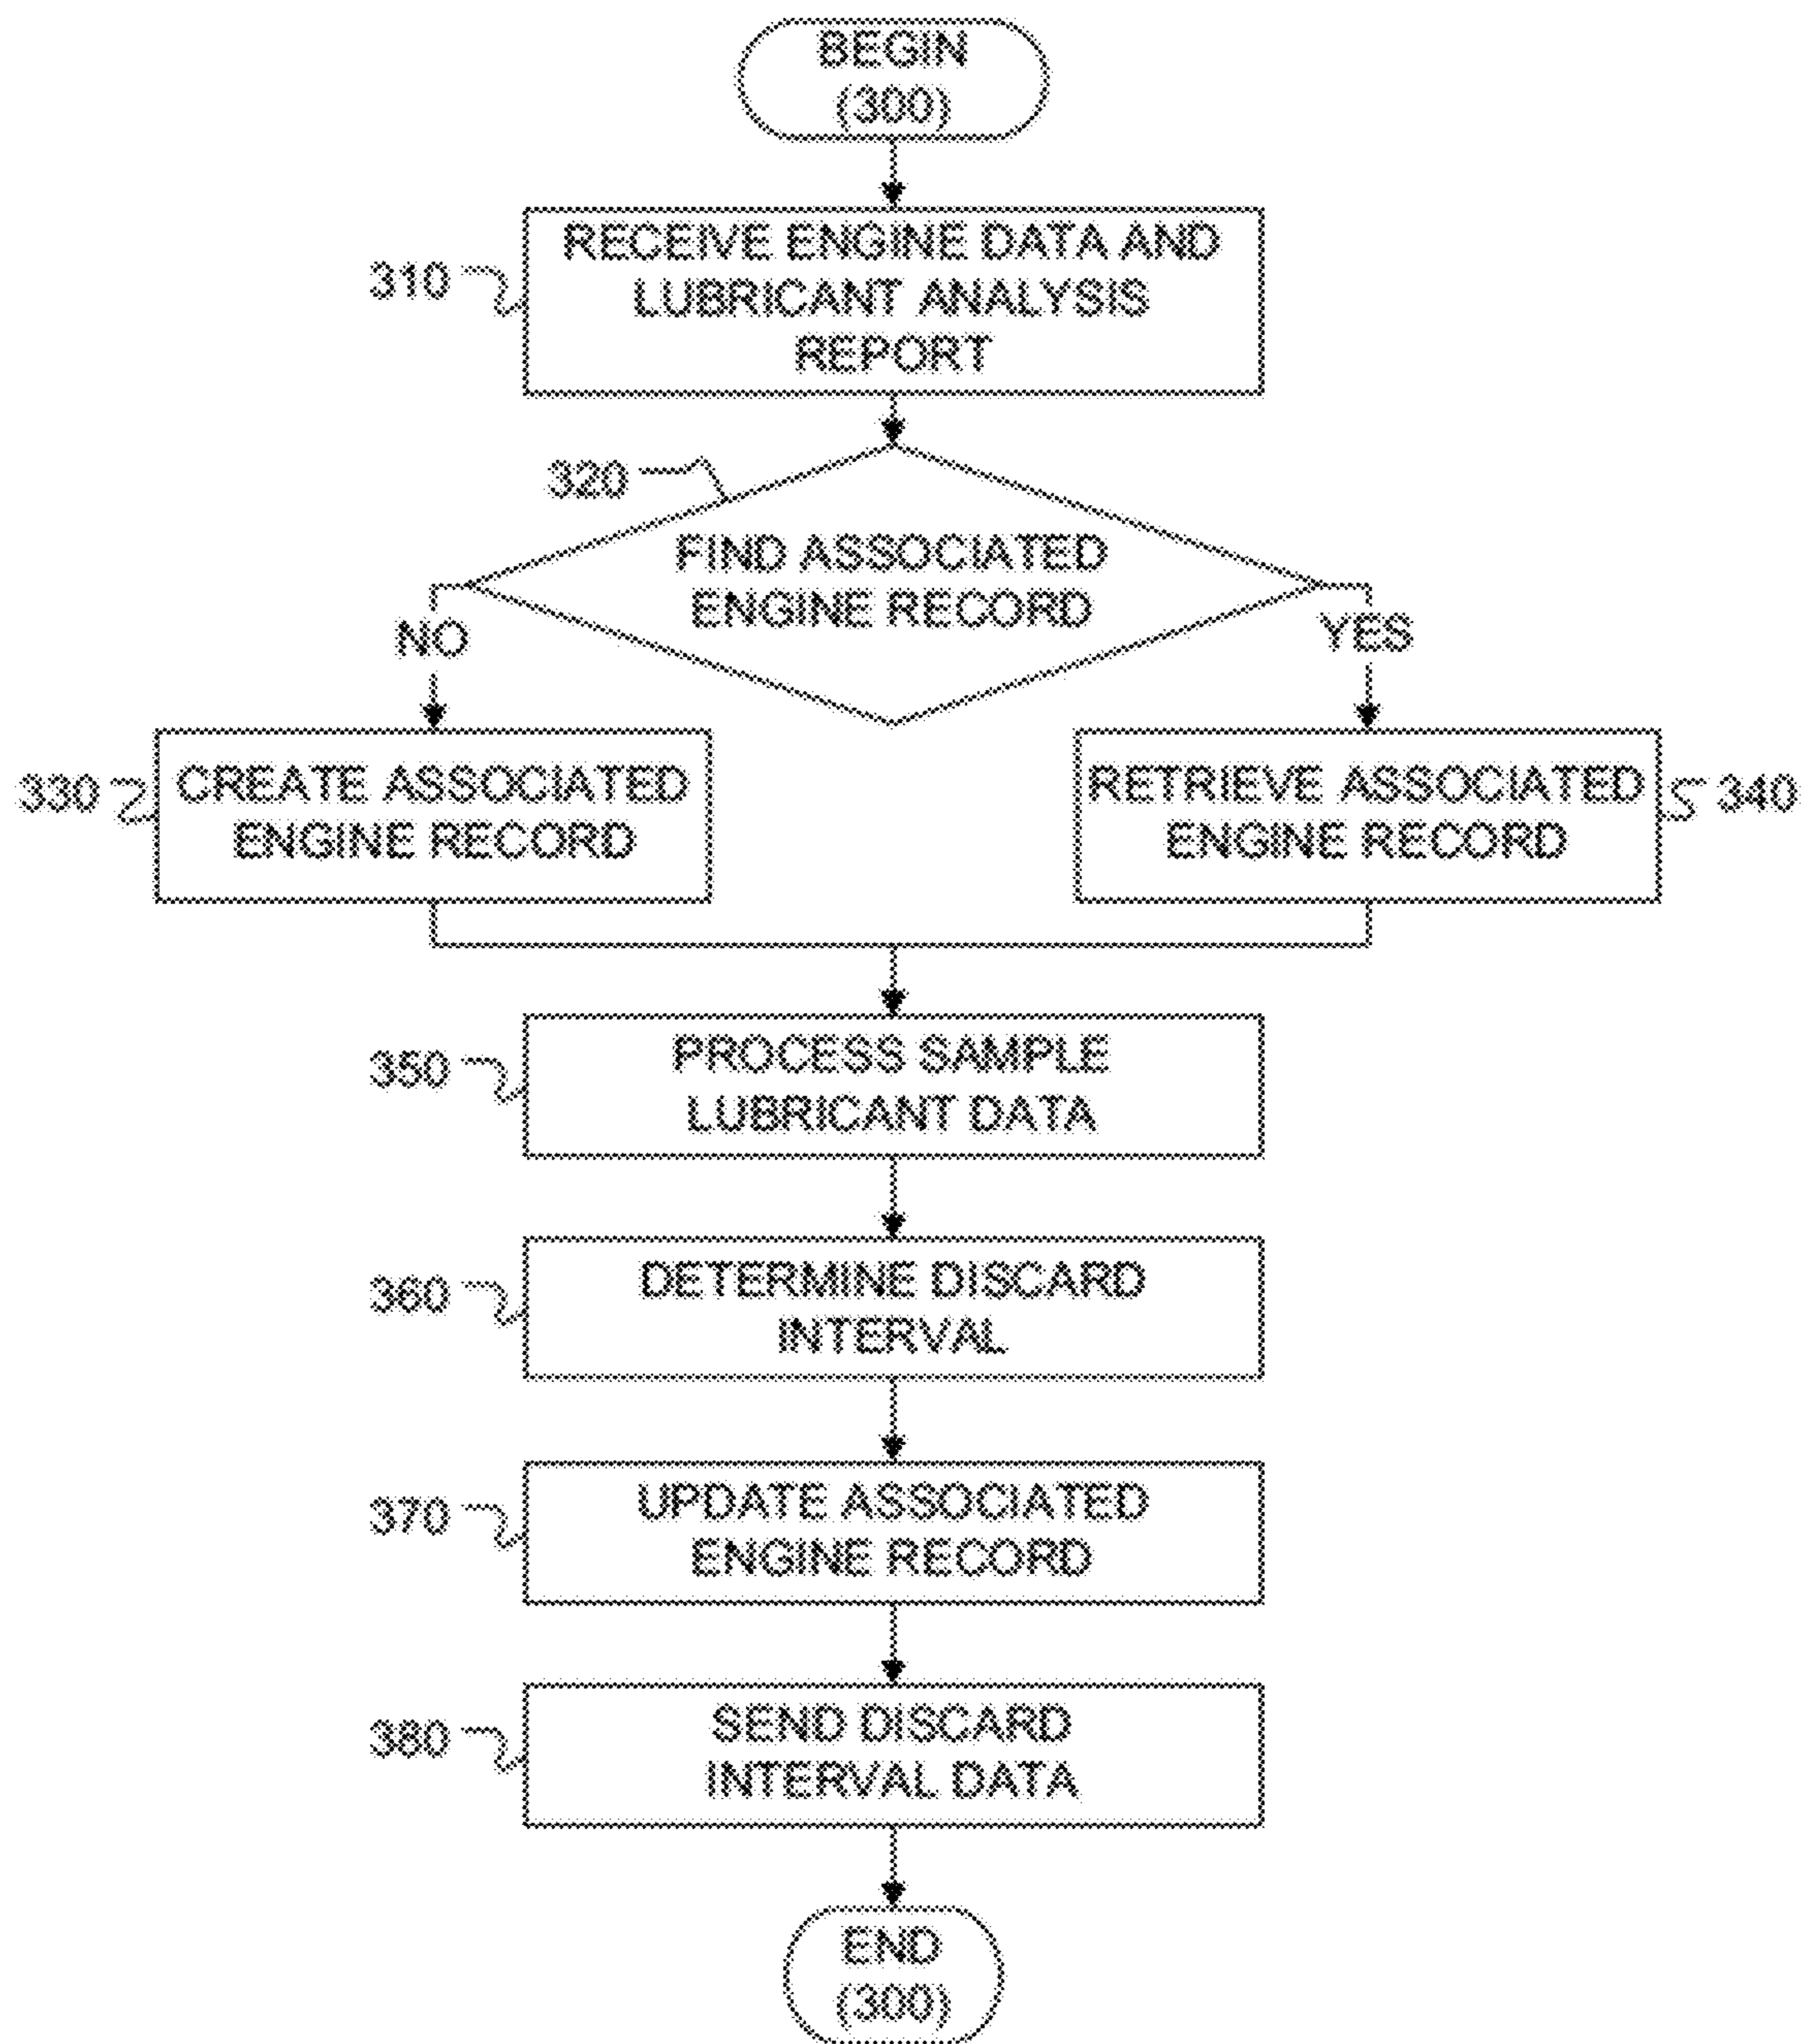 BEGIN
(300)
310
RECEIVE ENGINE DATA AND
LUBRICANT ANALYSIS
REPORT
320
FIND ASSOCIATED
ENGINE RECORD
NO
YES
330
CREATE ASSOCIATED
ENGINE RECORD
RETRIEVE ASSOCIATED
ENGINE RECORD
340
350
PROCESS SAMPLE
LUBRICANT DATA
360
DETERMINE DISCARD
INTERVAL
370
UPDATE ASSOCIATED
ENGINE RECORD
380
SEND DISCARD
INTERVAL DATA
END
(300)